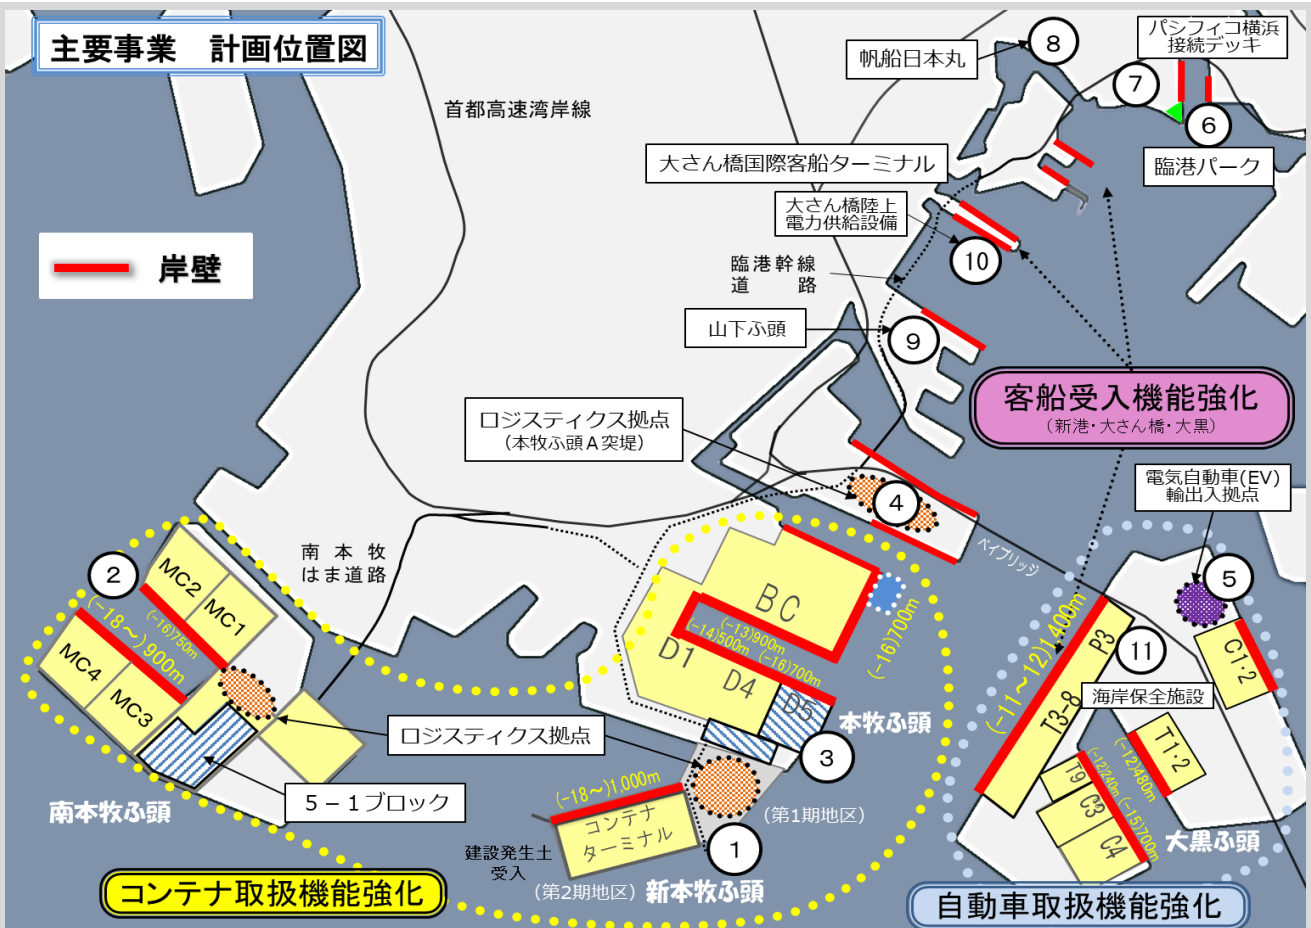 主要事業　計画位置図
首都高速湾岸線
帆船日本丸
⑧
パシフィコ横浜
接続デッキ
⑦
⑥
臨港パーク
大さん橋国際客船ターミナル
大さん橋陸上
電力供給設備
⑩
岸壁
臨港幹線
道路
山下ふ頭
⑨
客船受入機能強化
(新港・大さん橋・大黒)
ロジスティクス拠点
(本牧ふ頭A突堤)
④
電気自動車(EV)
輸出入拠点
⑤
ベイブリッジ
南本牧
はま道路
②
MC2
MC1
(-16)750m
(-18～)900m
MC4
MC3
BC
(-13)900m
(-14)500m
(-16)700m
(-16)700m
D1
D4
D5
本牧ふ頭
③
P3
⑪
(-11～-12)1,400m
T3-8
C1・2
海岸保全施設
T1・2
(-12)480m
T9
(-12)240m
(-15)700m
C3
C4
大黒ふ頭
ロジスティクス拠点
5－1ブロック
南本牧ふ頭
(-18～)1,000m
コンテナ
ターミナル
(第1期地区)
①
建設発生土
受入
(第2期地区)
新本牧ふ頭
コンテナ取扱機能強化
自動車取扱機能強化